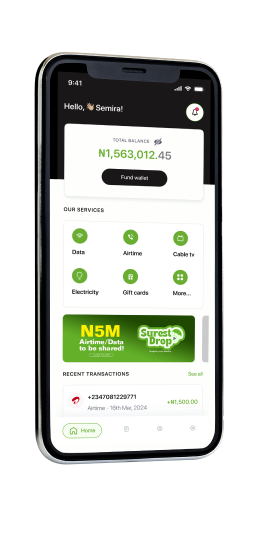 9:41
Hello, 👋 Semira!
TOTAL BALANCE
₦1,563,012.45
Fund wallet
OUR SERVICES
Data
Airtime
Cable tv
Electricity
Gift cards
More...
N5M
Airtime/Data
to be shared!
Surest
Drop
RECENT TRANSACTIONS
See all
+2347081229771
+₦1,500.00
Airtime · 16th Mar, 2024
Home